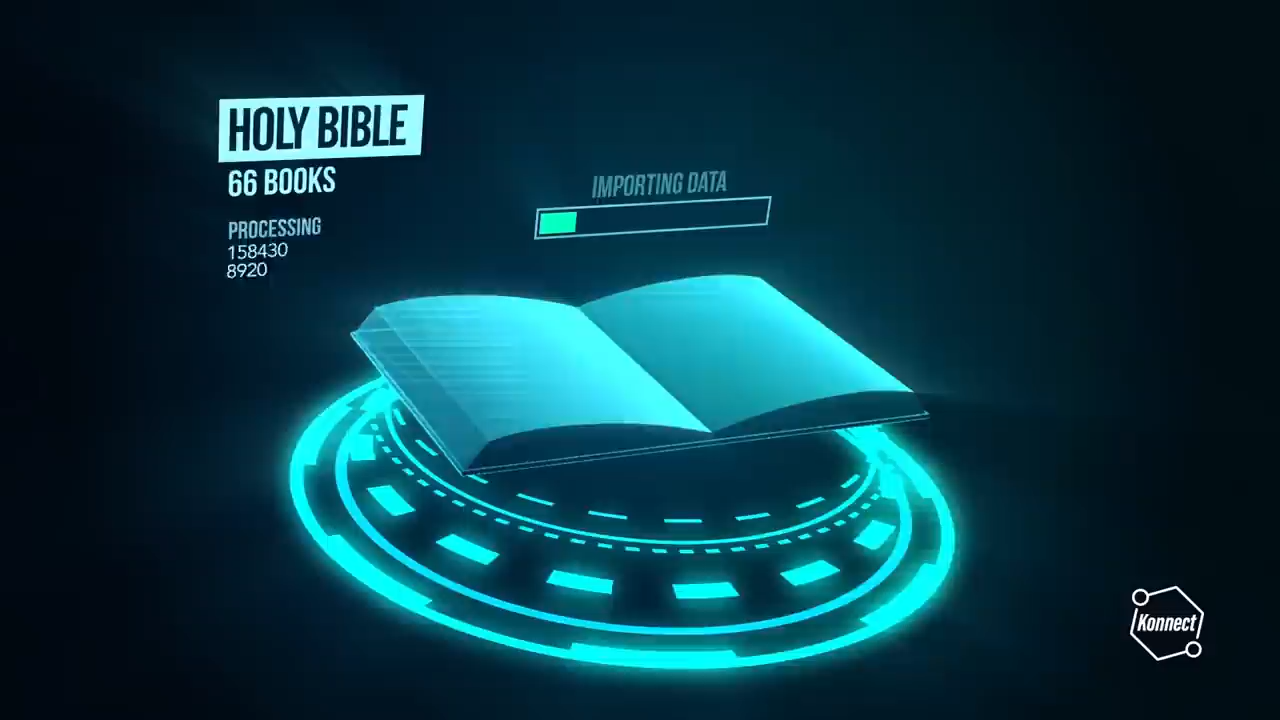 HOLY BIBLE
66 BOOKS
PROCESSING
158430
8920
IMPORTING DATA
Konnect